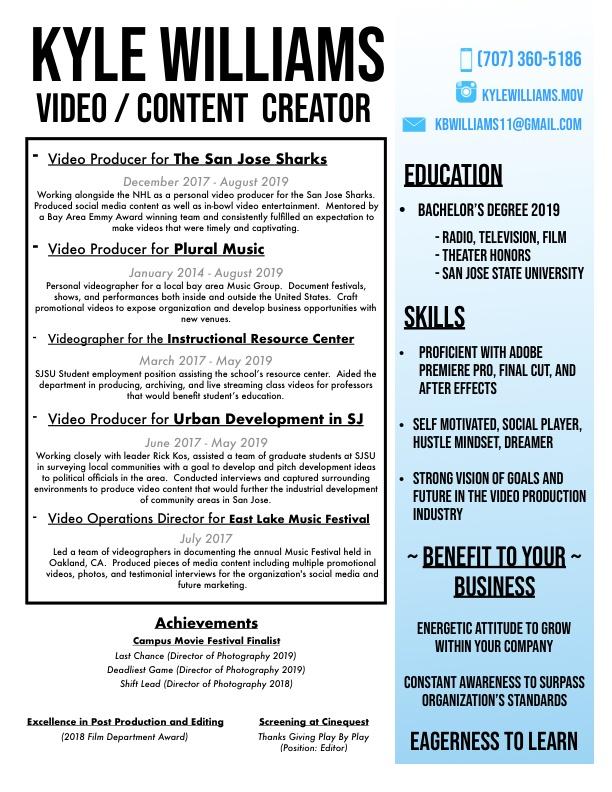 KYLE WILLIAMS
VIDEO / CONTENT CREATOR
(707) 360-5186
KYLEWILLIAMS.MOV
KBWILLIAMS11@GMAIL.COM
- Video Producer for The San Jose Sharks
December 2017 - August 2019
Working alongside the NHL as a personal video producer for the San Jose Sharks.
Produced social media content as well as in-bowl video entertainment. Mentored by
a Bay Area Emmy Award winning team and consistently fulfilled an expectation to
make videos that were timely and captivating.
- Video Producer for Plural Music
January 2014 - August 2019
Personal videographer for a local bay area Music Group. Document festivals,
shows, and performances both inside and outside the United States. Craft
promotional videos to expose organization and develop business opportunities with
new venues.
- Videographer for the Instructional Resource Center
March 2017 - May 2019
SJSU Student employment position assisting the school's resource center. Aided the
department in producing, archiving, and live streaming class videos for professors
that would benefit student's education.
- Video Producer for Urban Development in SJ
June 2017 - May 2019
Working closely with leader Rick Kos, assisted a team of graduate students at SJSU
in surveying local communities with a goal to develop and pitch development ideas
to political officials in the area. Conducted interviews and captured surrounding
environments to produce video content that would further the industrial development
of community areas in San Jose.
- Video Operations Director for East Lake Music Festival
July 2017
Led a team of videographers in documenting the annual Music Festival held in
Oakland, CA. Produced pieces of media content including multiple promotional
videos, photos, and testimonial interviews for the organization's social media and
future marketing.
Achievements
Campus Movie Festival Finalist
Last Chance (Director of Photography 2019)
Deadliest Game (Director of Photography 2019)
Shift Lead (Director of Photography 2018)
Excellence in Post Production and Editing
(2018 Film Department Award)
Screening at Cinequest
Thanks Giving Play By Play
(Position: Editor)
EDUCATION
• BACHELOR'S DEGREE 2019
- RADIO, TELEVISION, FILM
- THEATER HONORS
- SAN JOSE STATE UNIVERSITY
SKILLS
• PROFICIENT WITH ADOBE
PREMIERE PRO, FINAL CUT, AND
AFTER EFFECTS
• SELF MOTIVATED, SOCIAL PLAYER,
HUSTLE MINDSET, DREAMER
• STRONG VISION OF GOALS AND
FUTURE IN THE VIDEO PRODUCTION
INDUSTRY
~ BENEFIT TO YOUR ~
BUSINESS
ENERGETIC ATTITUDE TO GROW
WITHIN YOUR COMPANY
CONSTANT AWARENESS TO SURPASS
ORGANIZATION'S STANDARDS
EAGERNESS TO LEARN